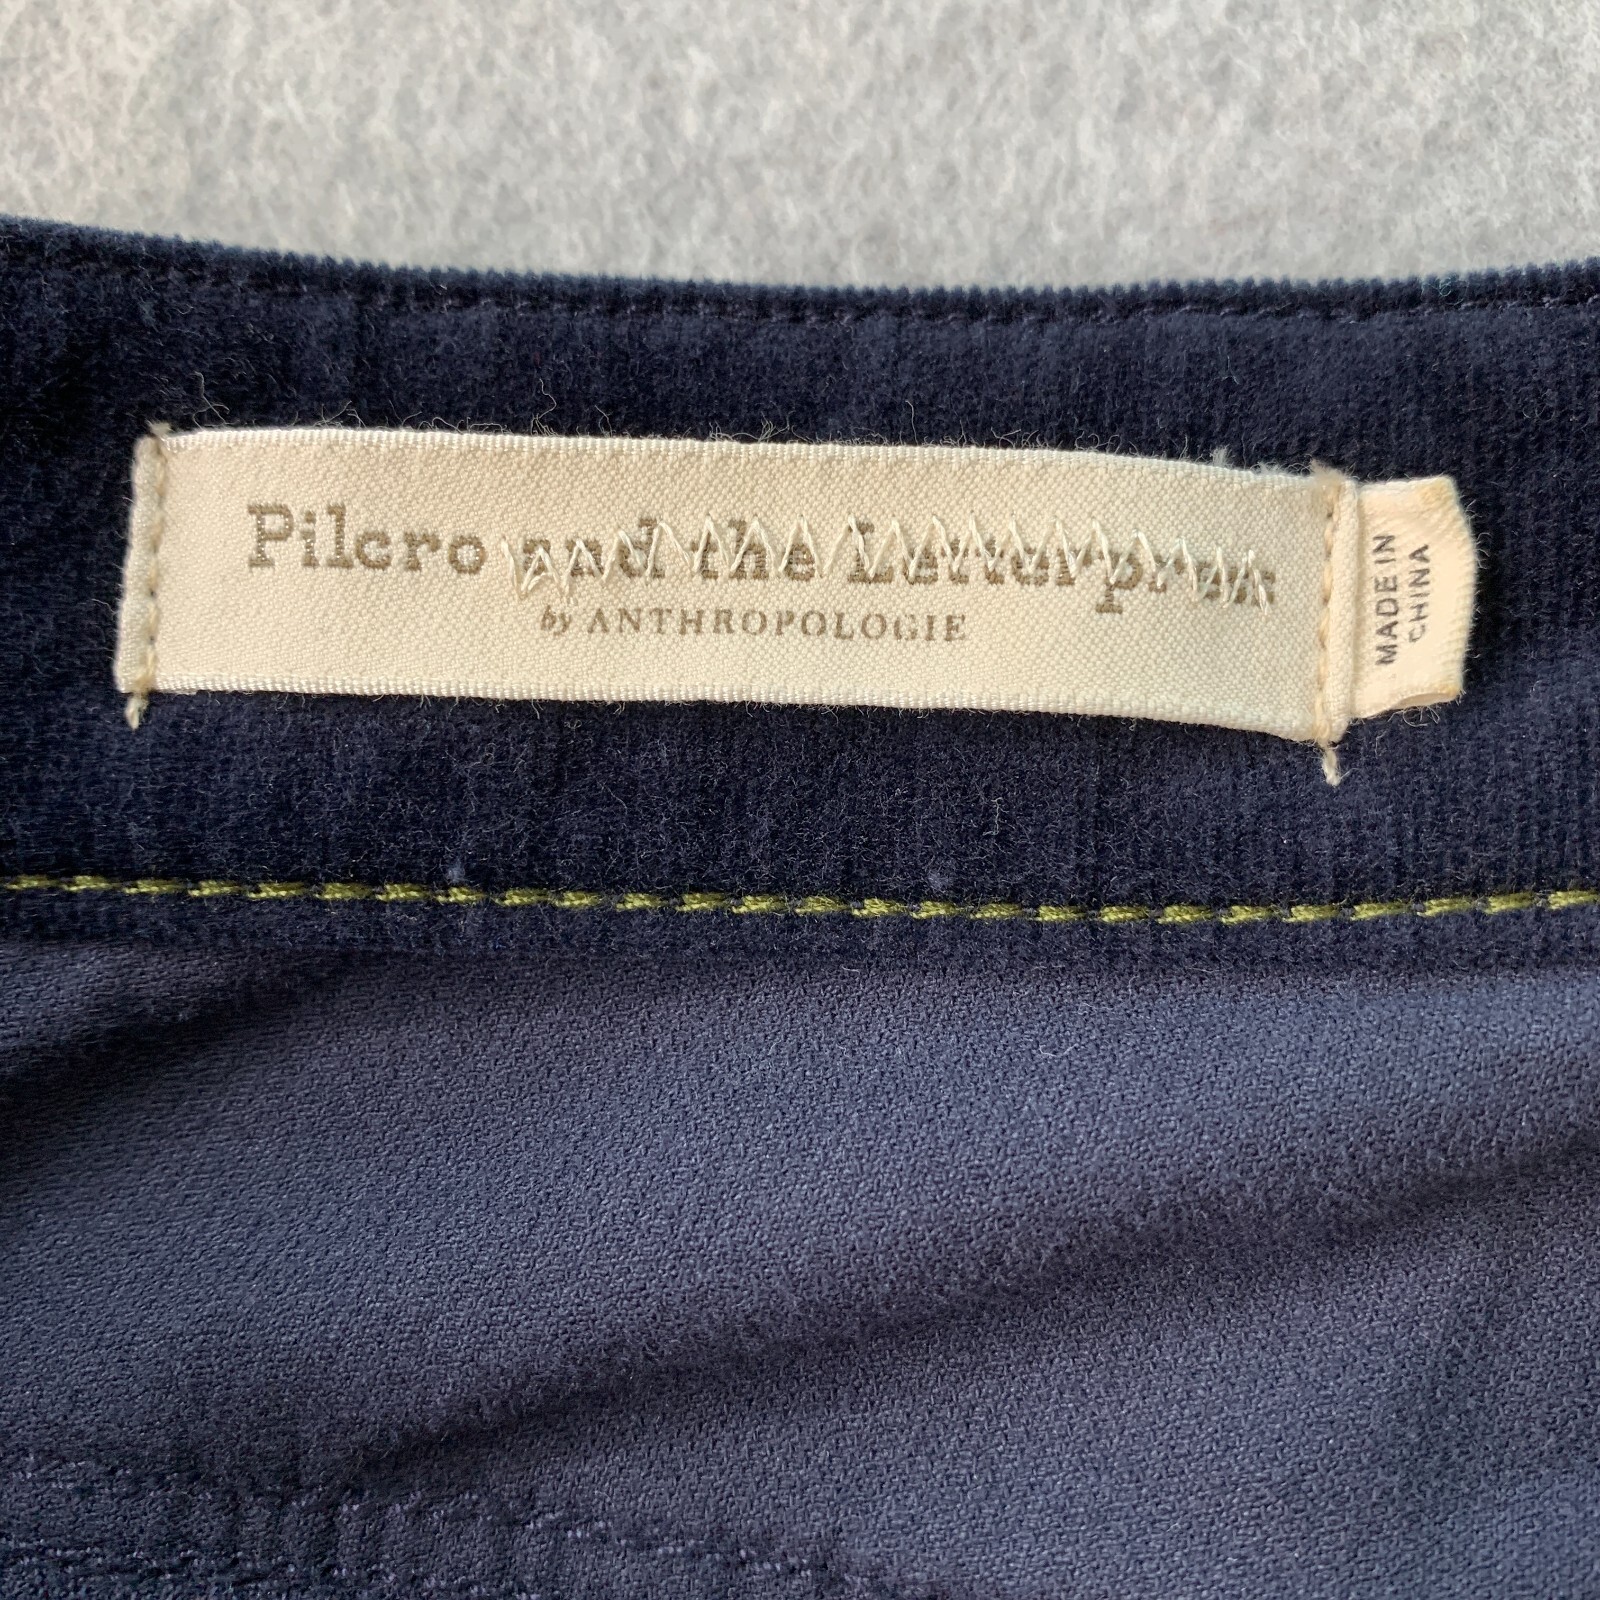 Pilcro and the Letterpress
by ANTHROPOLOGIE
MADE IN
CHINA